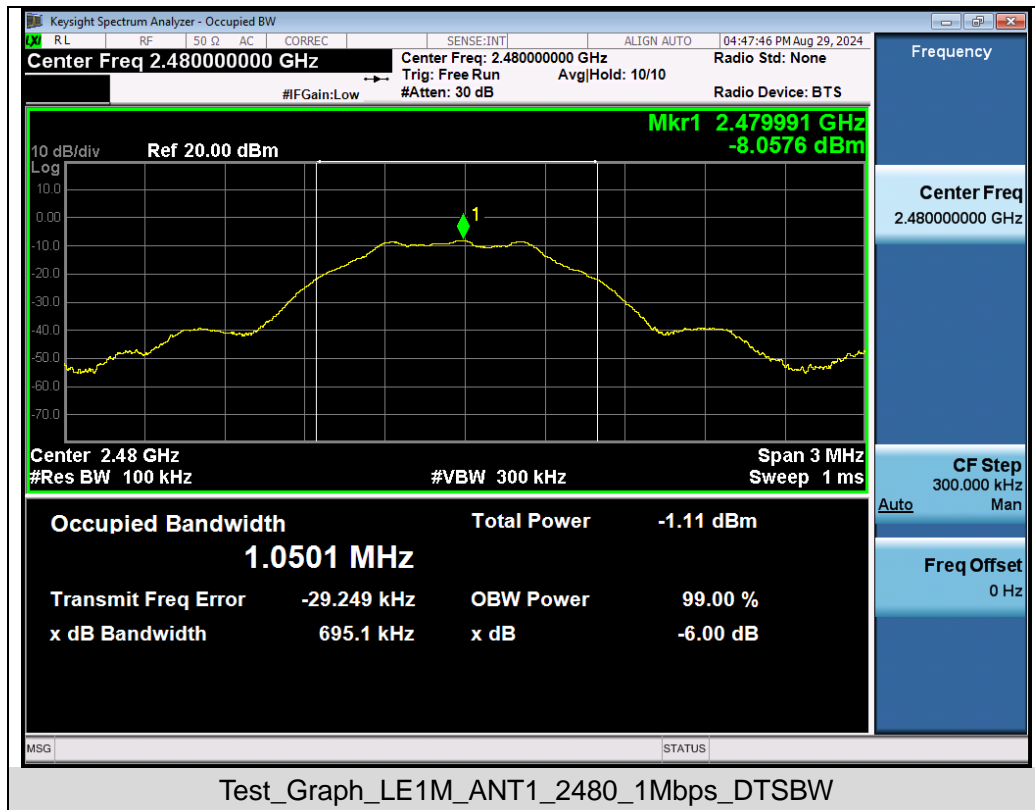 Keysight Spectrum Analyzer - Occupied BW
LXI RL RF 50 Ω AC CORREC SENSE:INT ALIGN AUTO 04:47:46 PM Aug 29, 2024
Center Freq 2.480000000 GHz
Center Freq: 2.480000000 GHz
Radio Std: None
Trig: Free Run Avg|Hold: 10/10
#IFGain:Low
#Atten: 30 dB
Radio Device: BTS
Mkr1 2.479991 GHz
-8.0576 dBm
10 dB/div Ref 20.00 dBm
Log
10.0
0.00
-10.0
-20.0
-30.0
-40.0
-50.0
-60.0
-70.0
1
Center 2.48 GHz
Span 3 MHz
#Res BW 100 kHz
#VBW 300 kHz
Sweep 1 ms
Occupied Bandwidth
1.0501 MHz
Total Power -1.11 dBm
Transmit Freq Error -29.249 kHz
OBW Power 99.00 %
x dB Bandwidth 695.1 kHz
x dB -6.00 dB
MSG
STATUS
Frequency
Center Freq
2.480000000 GHz
CF Step
300.000 kHz
Auto Man
Freq Offset
0 Hz
Test_Graph_LE1M_ANT1_2480_1Mbps_DTSBW